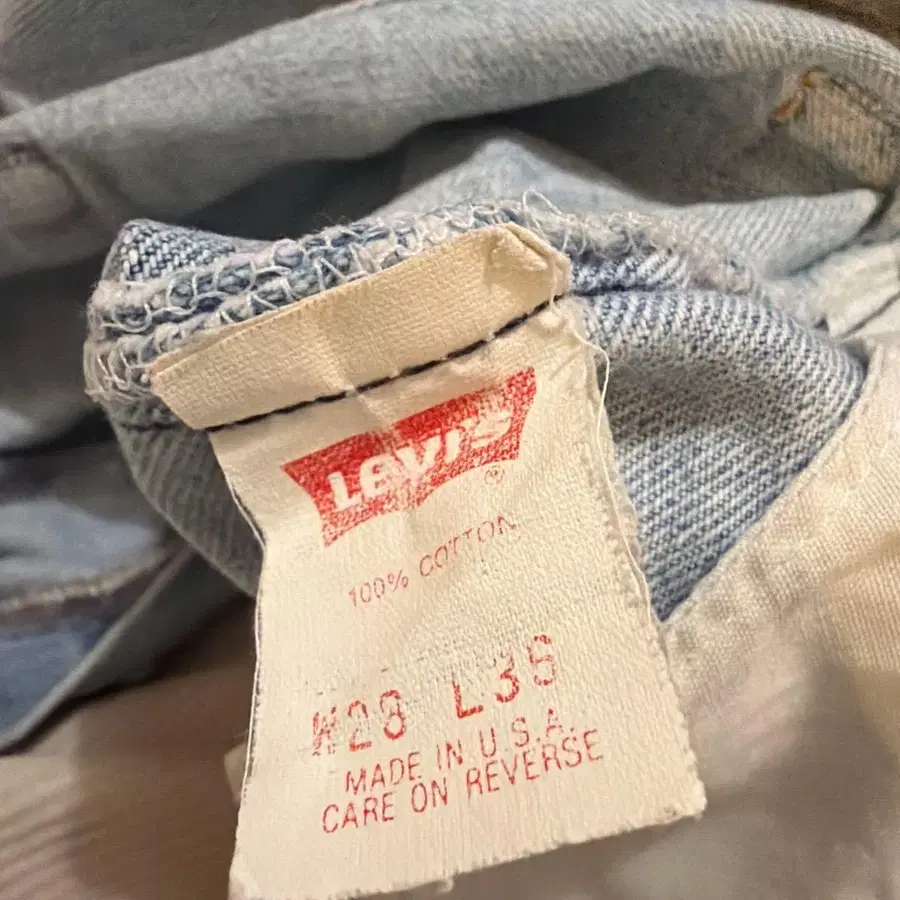 Levi's
®
100% COTTON
W28 L36
MADE IN U.S.A.
CARE ON REVERSE